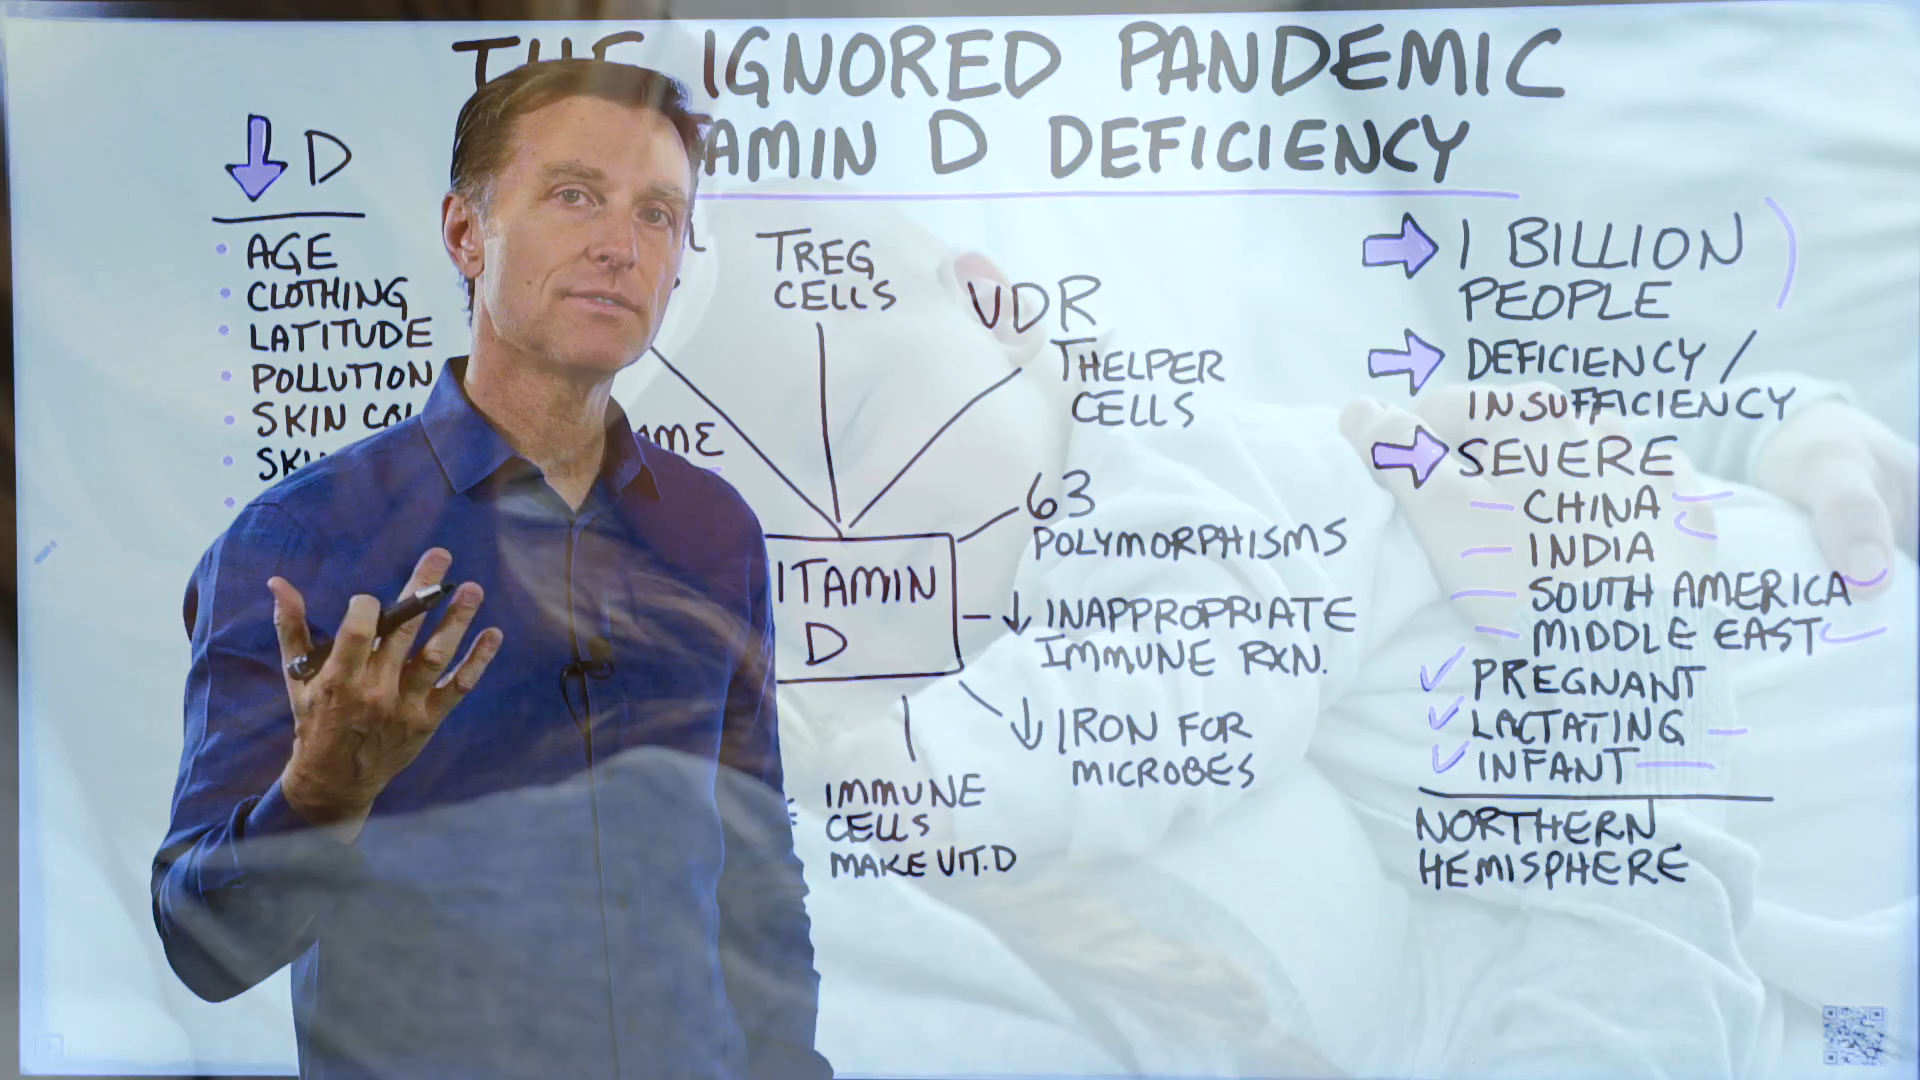 THE IGNORED PANDEMIC
AMIN D DEFICIENCY
D
AGE
CLOTHING
LATITUDE
POLLUTION
SKIN
TREG
CELLS
VDR
THELPER
CELLS
63
POLYMORPHISMS
ITAMIN
D
INAPPROPRIATE
IMMUNE RXN.
IRON FOR
MICROBES
IMMUNE
CELLS
MAKE VIT.D
1 BILLION
PEOPLE
DEFICIENCY /
INSUFFICIENCY
SEVERE
CHINA
INDIA
SOUTH AMERICA
MIDDLE EAST
PREGNANT
LACTATING
INFANT
NORTHERN
HEMISPHERE